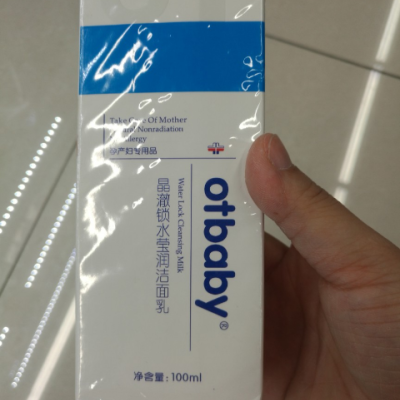 Take Care Of Mother
Nonradiation
孕产妇专用品
otbaby®
Water Lock Cleansing Milk
晶澈锁水莹润洁面乳
净含量: 100ml